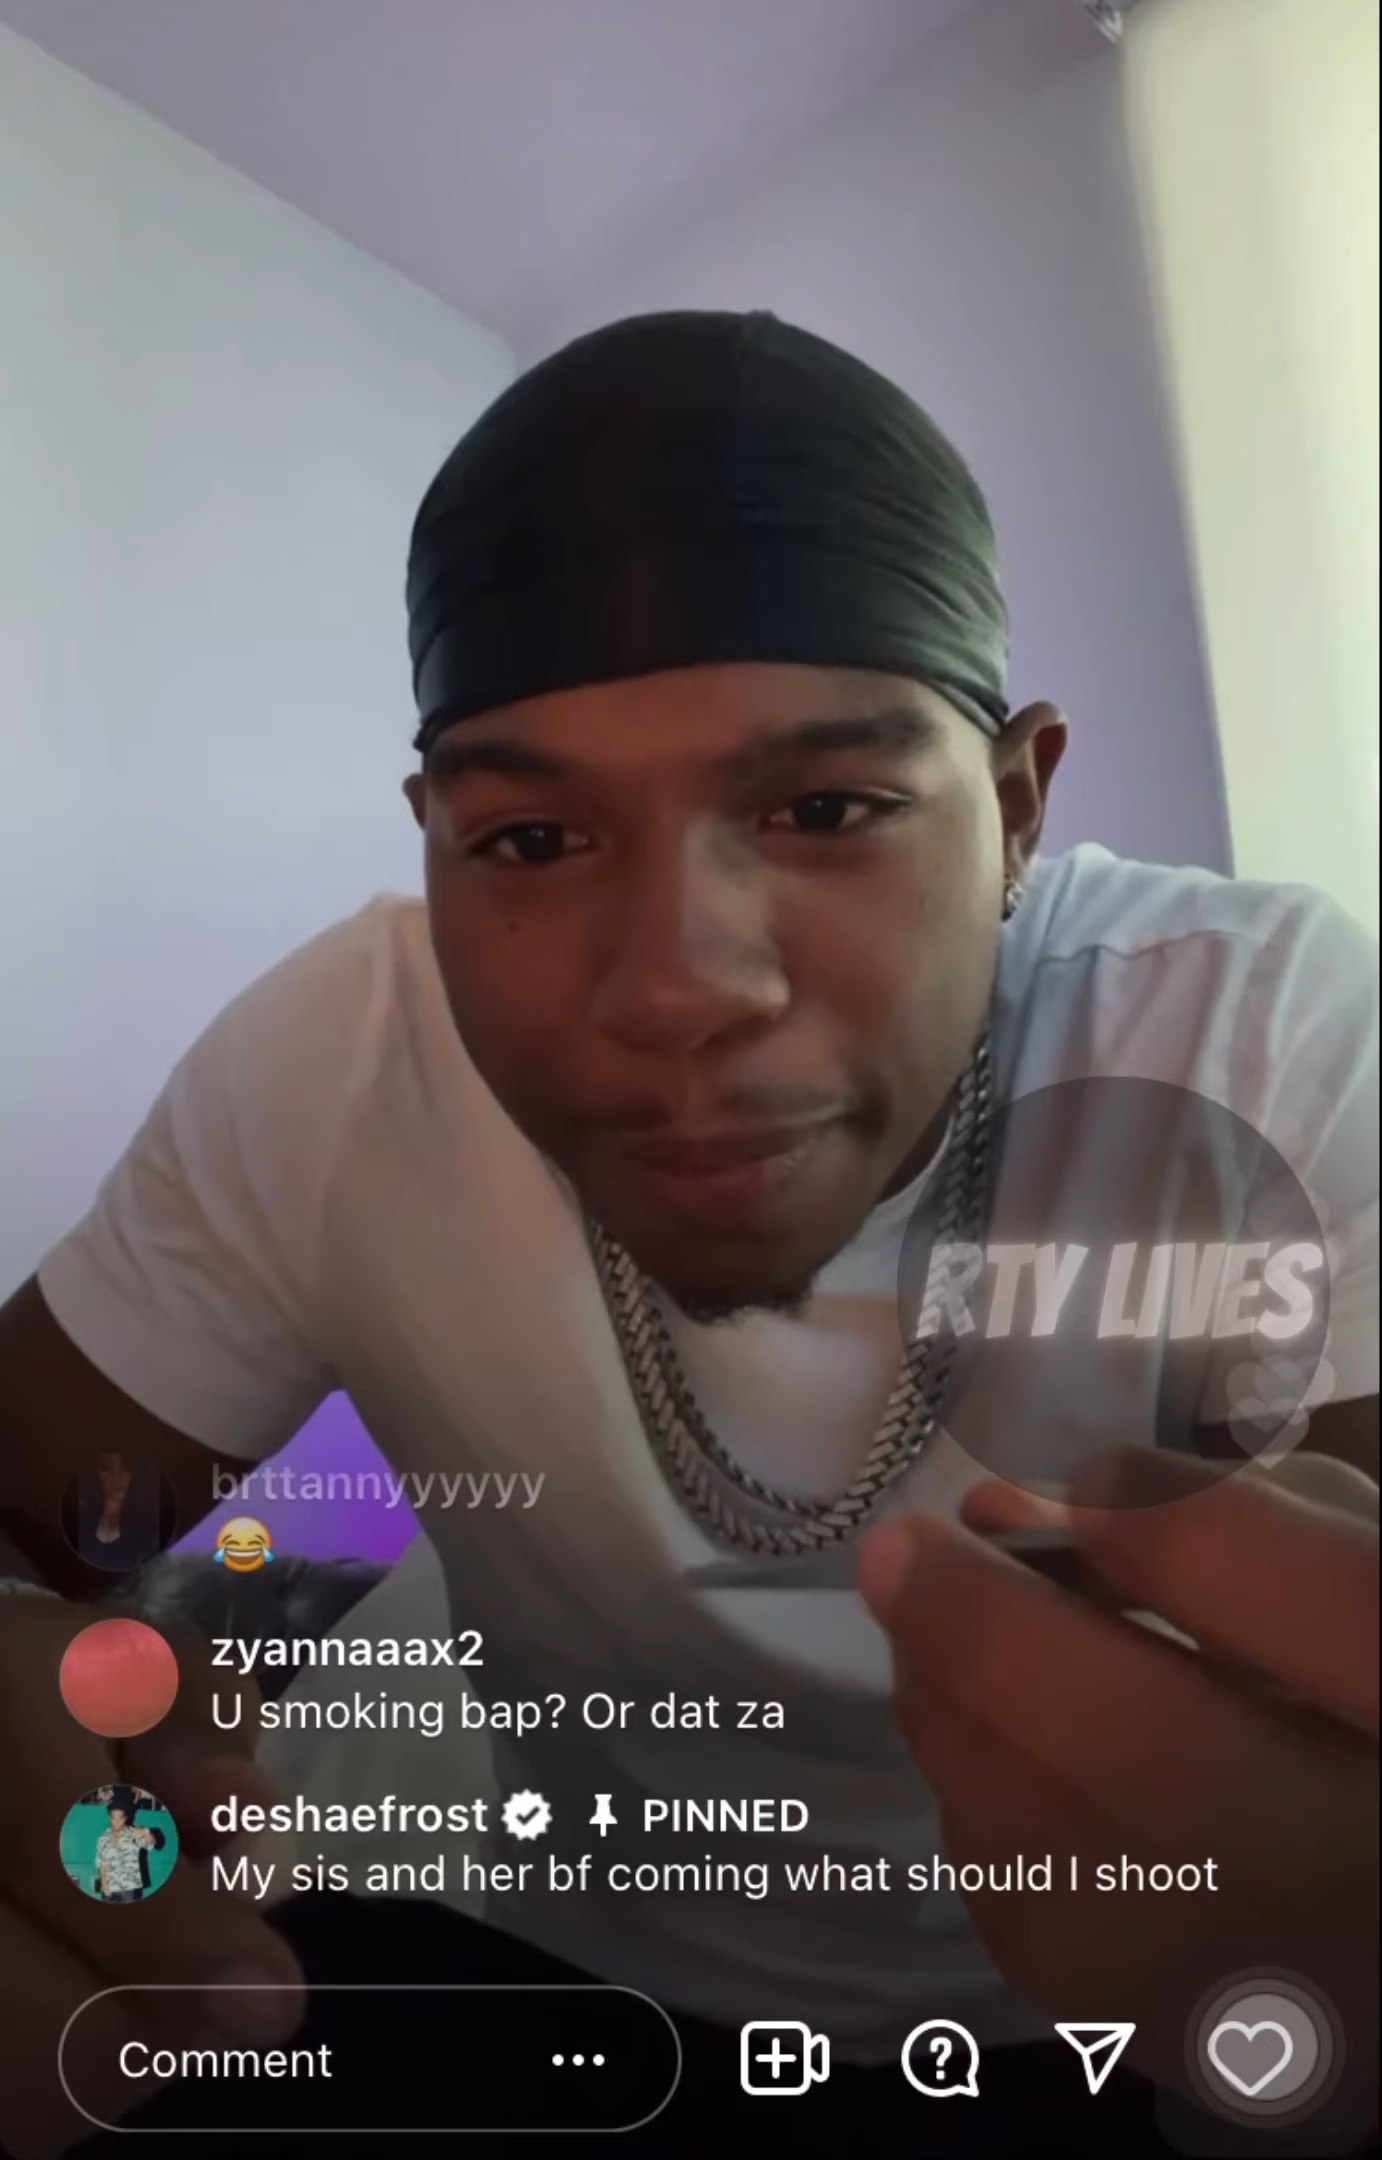 RTY LIVES
brttannyyyyyy
😂
zyannaaax2
U smoking bap? Or dat za
deshaefrost PINNED
My sis and her bf coming what should I shoot
Comment